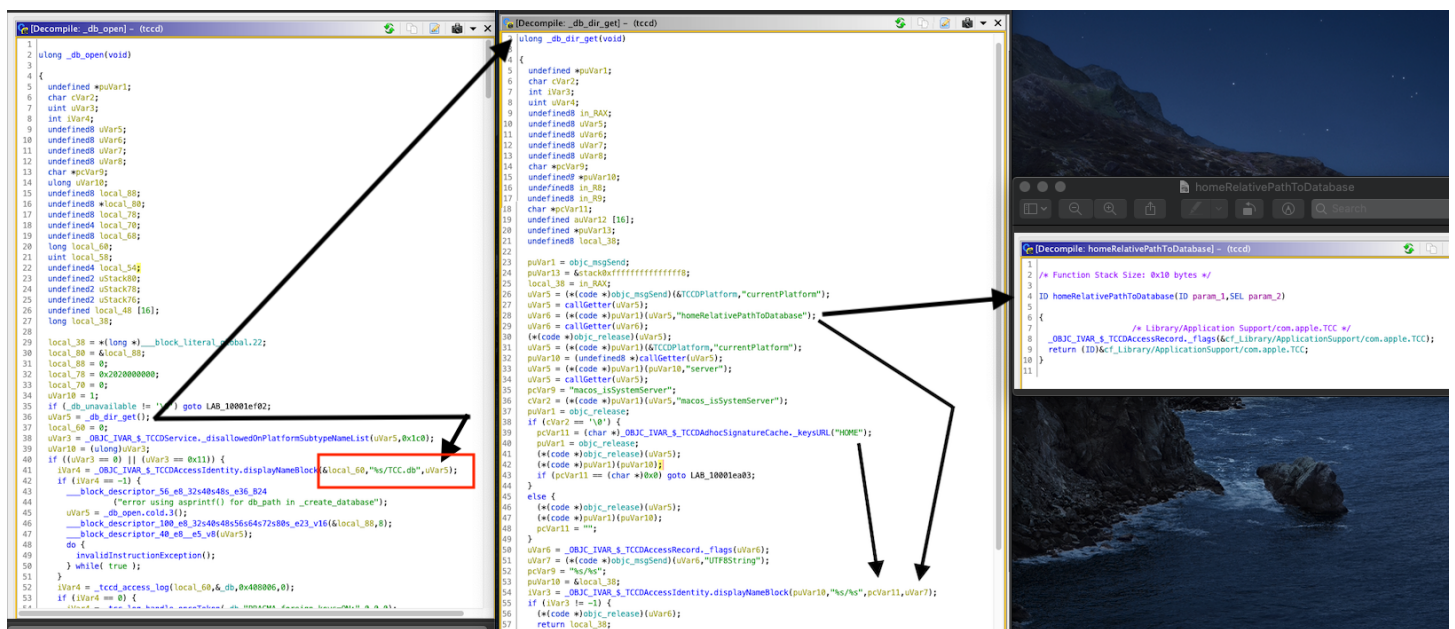 [Decompile: _db_open] - (tccd)
1
2 ulong _db_open(void)
3
4 {
5 undefined *puVar1;
6 char cVar2;
7 uint uVar3;
8 int iVar4;
9 undefined8 uVar5;
10 undefined8 uVar6;
11 undefined8 uVar7;
12 undefined8 uVar8;
13 char *pcVar9;
14 ulong uVar10;
15 undefined8 local_88;
16 undefined8 *local_80;
17 undefined8 local_78;
18 undefined4 local_70;
19 undefined8 local_68;
20 long local_60;
21 uint local_58;
22 undefined4 local_54;
23 undefined2 uStack80;
24 undefined2 uStack78;
25 undefined2 uStack76;
26 undefined local_48 [16];
27 long local_38;
28
29 local_38 = *(long *)___block_literal_global.22;
30 local_80 = &local_88;
31 local_88 = 0;
32 local_78 = 0x2020000000;
33 local_70 = 0;
34 uVar10 = 1;
35 if (_db_unavailable != ') goto LAB_10001ef02;
36 uVar5 = _db_dir_get();
37 local_60 = 0;
38 uVar3 = _OBJC_IVAR_$_TCCDService._disallowedOnPlatformSubtypeNameList(uVar5,0x1c0);
39 uVar10 = (ulong)uVar3;
40 if ((uVar3 == 0) || (uVar3 == 0x11)) {
41 iVar4 = _OBJC_IVAR_$_TCCDAccessIdentity.displayNameBlock(&local_60,"%s/TCC.db",uVar5);
42 if (iVar4 == -1) {
43 ___block_descriptor_56_e8_32s40s48s_e36_B24
44 ("error using asprintf() for db_path in _create_database");
45 uVar5 = _db_open.cold.3();
46 ___block_descriptor_100_e8_32s40s48s56s64s72s80s_e23_v16(&local_88,8);
47 ___block_descriptor_40_e8__e5_v8(uVar5);
48 do {
49 invalidInstructionException();
50 } while( true );
51 }
52 iVar4 = _tccd_access_log(local_60,&_db,0x408006,0);
53 if (iVar4 == 0) {
54
[Decompile: _db_dir_get] - (tccd)
2 ulong _db_dir_get(void)
4 {
5 undefined *puVar1;
6 char cVar2;
7 int iVar3;
8 uint uVar4;
9 undefined8 in_RAX;
10 undefined8 uVar5;
11 undefined8 uVar6;
12 undefined8 uVar7;
13 undefined8 uVar8;
14 char *pcVar9;
15 undefined8 *puVar10;
16 undefined8 in_R8;
17 undefined8 in_R9;
18 char *pcVar11;
19 undefined auVar12 [16];
20 undefined *puVar13;
21 undefined8 local_38;
22
23 puVar1 = objc_msgSend;
24 puVar13 = &stack0xfffffffffffffff8;
25 local_38 = in_RAX;
26 uVar5 = (*(code *)objc_msgSend)(&TCCDPlatform,"currentPlatform");
27 uVar5 = callGetter(uVar5);
28 uVar6 = (*(code *)puVar1)(uVar5,"homeRelativePathToDatabase");
29 uVar6 = callGetter(uVar6);
30 (*(code *)objc_release)(uVar5);
31 uVar5 = (*(code *)puVar1)(&TCCDPlatform,"currentPlatform");
32 puVar10 = (undefined8 *)callGetter(uVar5);
33 uVar5 = (*(code *)puVar1)(puVar10,"server");
34 uVar5 = callGetter(uVar5);
35 pcVar9 = "macos_isSystemServer";
36 cVar2 = (*(code *)puVar1)(uVar5,"macos_isSystemServer");
37 puVar1 = objc_release;
38 if (cVar2 == '\0') {
39 pcVar11 = (char *)_OBJC_IVAR_$_TCCDAdhocSignatureCache._keysURL("HOME");
40 puVar1 = objc_release;
41 (*(code *)objc_release)(uVar5);
42 (*(code *)puVar1)(puVar10);
43 if (pcVar11 == (char *)0x0) goto LAB_10001ea03;
44 }
45 else {
46 (*(code *)objc_release)(uVar5);
47 (*(code *)puVar1)(puVar10);
48 pcVar11 = "";
49 }
50 uVar6 = _OBJC_IVAR_$_TCCDAccessRecord._flags(uVar6);
51 uVar7 = (*(code *)objc_msgSend)(uVar6,"UTF8String");
52 pcVar9 = "%s/%s";
53 puVar10 = &local_38;
54 iVar3 = _OBJC_IVAR_$_TCCDAccessIdentity.displayNameBlock(puVar10,"%s/%s",pcVar11,uVar7);
55 if (iVar3 != -1) {
56 (*(code *)objc_release)(uVar6);
57 return local_38;
homeRelativePathToDatabase
Search
[Decompile: homeRelativePathToDatabase] - (tccd)
1
2 /* Function Stack Size: 0x10 bytes */
3
4 ID homeRelativePathToDatabase(ID param_1,SEL param_2)
5
6 {
7 /* Library/Application Support/com.apple.TCC */
8 _OBJC_IVAR_$_TCCDAccessRecord._flags(&cf_Library/ApplicationSupport/com.apple.TCC);
9 return (ID)&cf_Library/ApplicationSupport/com.apple.TCC;
10 }
11